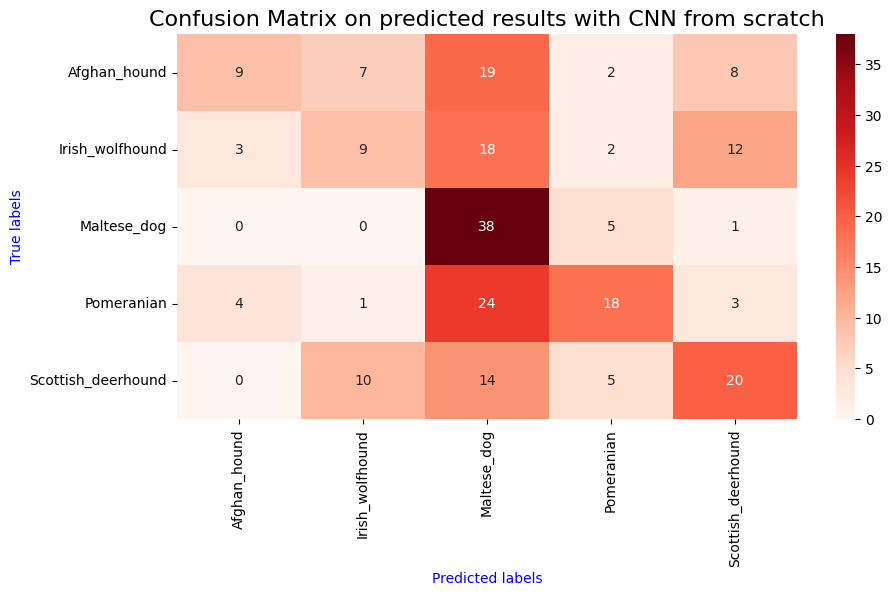 Confusion Matrix on predicted results with CNN from scratch
True labels
Afghan_hound 9 7 19 2 8
Irish_wolfhound 3 9 18 2 12
Maltese_dog 0 0 38 5 1
Pomeranian 4 1 24 18 3
Scottish_deerhound 0 10 14 5 20
Afghan_hound
Irish_wolfhound
Maltese_dog
Pomeranian
Scottish_deerhound
Predicted labels
35
30
25
20
15
10
5
0